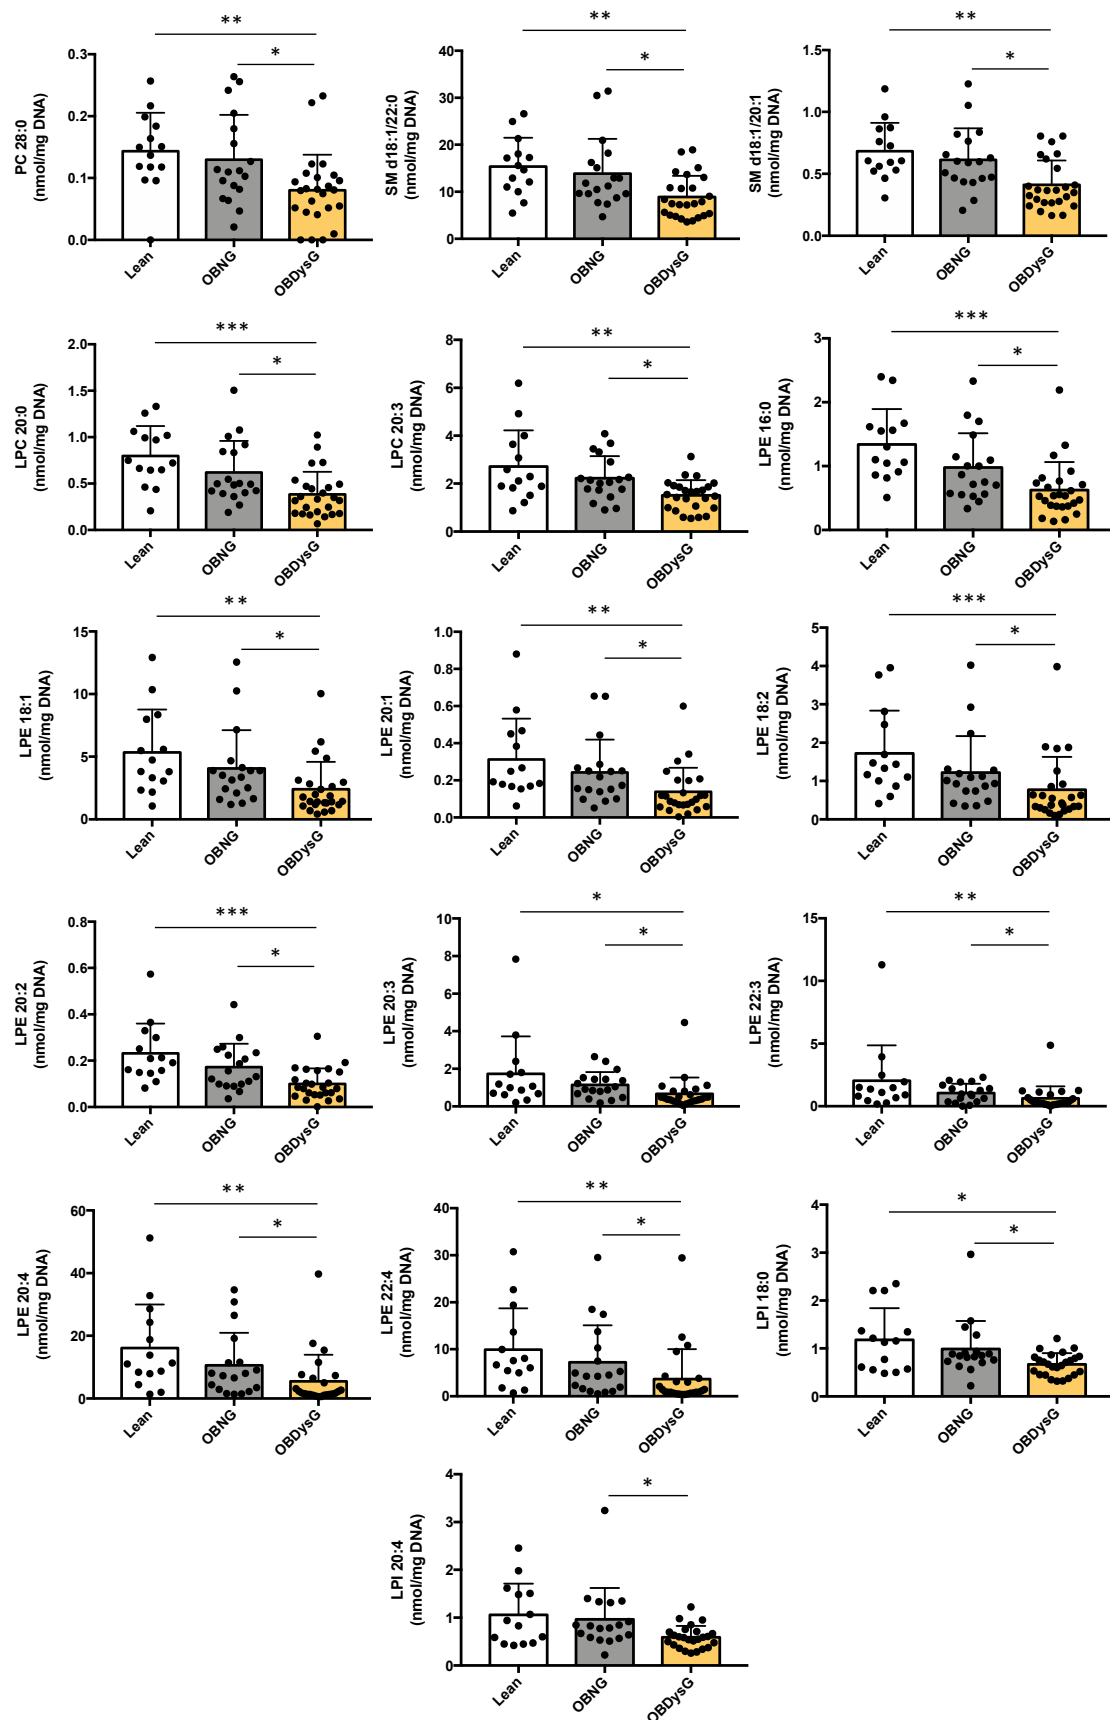 ** ** **
* * *
PC 28:0
(nmol/mg DNA)
0.3
0.2
0.1
0.0
Lean OBNG OBDysG
SM d18:1/22:0
(nmol/mg DNA)
40
30
20
10
0
Lean OBNG OBDysG
SM d18:1/20:1
(nmol/mg DNA)
1.5
1.0
0.5
0.0
Lean OBNG OBDysG
*** ** ***
* * *
LPC 20:0
(nmol/mg DNA)
2.0
1.5
1.0
0.5
0.0
Lean OBNG OBDysG
LPC 20:3
(nmol/mg DNA)
8
6
4
2
0
Lean OBNG OBDysG
LPE 16:0
(nmol/mg DNA)
3
2
1
0
Lean OBNG OBDysG
** ** ***
* * *
LPE 18:1
(nmol/mg DNA)
15
10
5
0
Lean OBNG OBDysG
LPE 20:1
(nmol/mg DNA)
1.0
0.8
0.6
0.4
0.2
0.0
Lean OBNG OBDysG
LPE 18:2
(nmol/mg DNA)
5
4
3
2
1
0
Lean OBNG OBDysG
*** * **
* * *
LPE 20:2
(nmol/mg DNA)
0.8
0.6
0.4
0.2
0.0
Lean OBNG OBDysG
LPE 20:3
(nmol/mg DNA)
10
8
6
4
2
0
Lean OBNG OBDysG
LPE 22:3
(nmol/mg DNA)
15
10
5
0
Lean OBNG OBDysG
** ** *
* * *
LPE 20:4
(nmol/mg DNA)
60
40
20
0
Lean OBNG OBDysG
LPE 22:4
(nmol/mg DNA)
40
30
20
10
0
Lean OBNG OBDysG
LPI 18:0
(nmol/mg DNA)
4
3
2
1
0
Lean OBNG OBDysG
*
LPI 20:4
(nmol/mg DNA)
4
3
2
1
0
Lean OBNG OBDysG